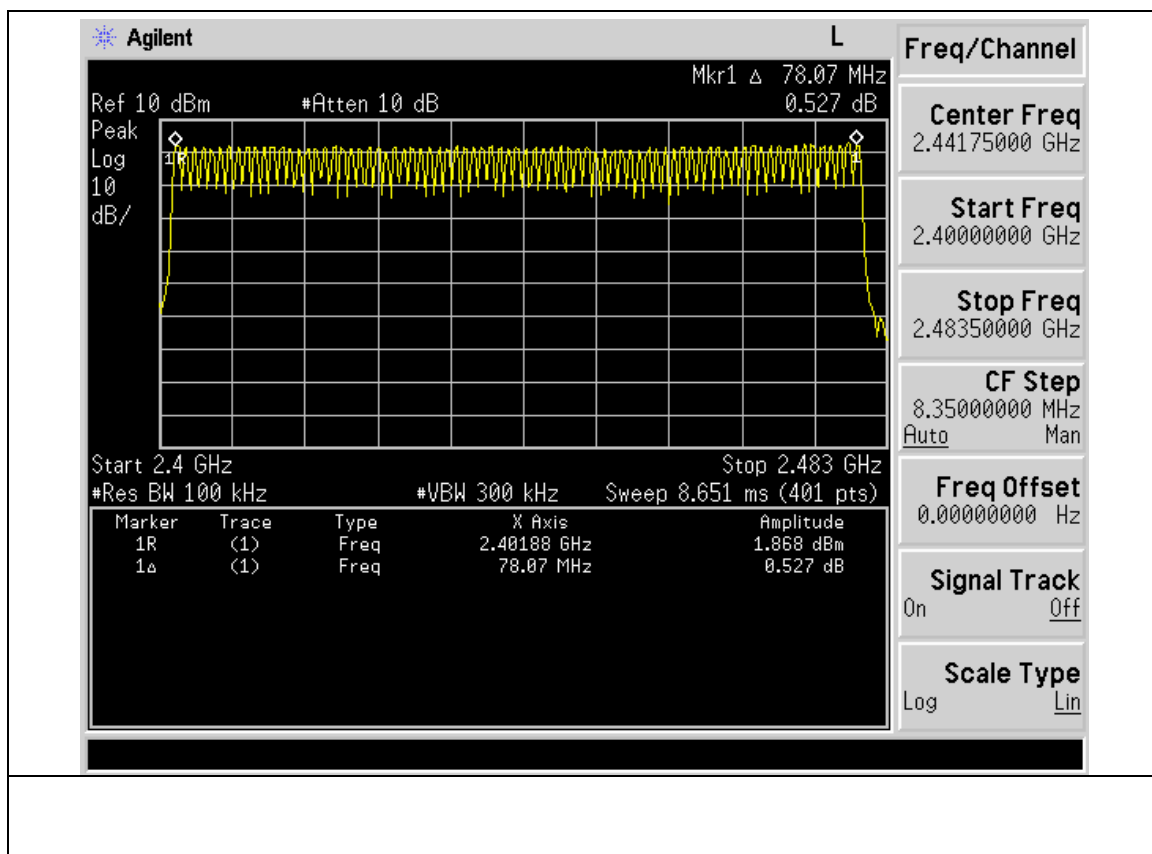 Agilent
L
Mkr1 Δ 78.07 MHz
Ref 10 dBm #Atten 10 dB 0.527 dB
Peak
Log
10
dB/
1R
1
Start 2.4 GHz Stop 2.483 GHz
#Res BW 100 kHz #VBW 300 kHz Sweep 8.651 ms (401 pts)
Marker Trace Type X Axis Amplitude
1R (1) Freq 2.40188 GHz 1.868 dBm
1Δ (1) Freq 78.07 MHz 0.527 dB
Freq/Channel
Center Freq
2.44175000 GHz
Start Freq
2.40000000 GHz
Stop Freq
2.48350000 GHz
CF Step
8.35000000 MHz
Auto Man
Freq Offset
0.00000000 Hz
Signal Track
On Off
Scale Type
Log Lin